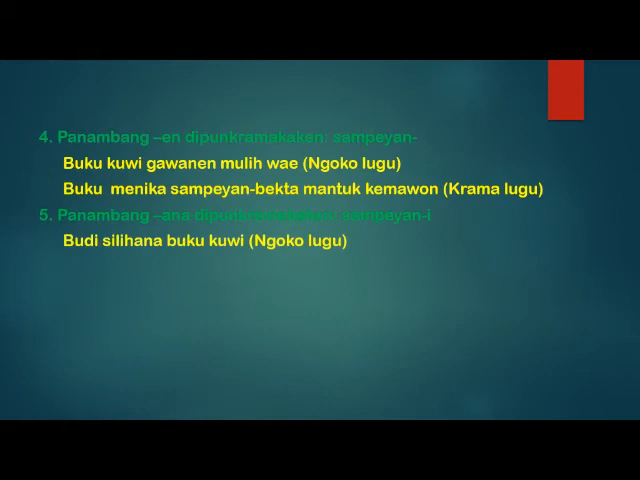 4. Panambang –en dipunkramakaken: sampeyan-
Buku kuwi gawanen mulih wae (Ngoko lugu)
Buku menika sampeyan-bekta mantuk kemawon (Krama lugu)
5. Panambang –ana dipunkramakaken: sampeyan-i
Budi silihana buku kuwi (Ngoko lugu)